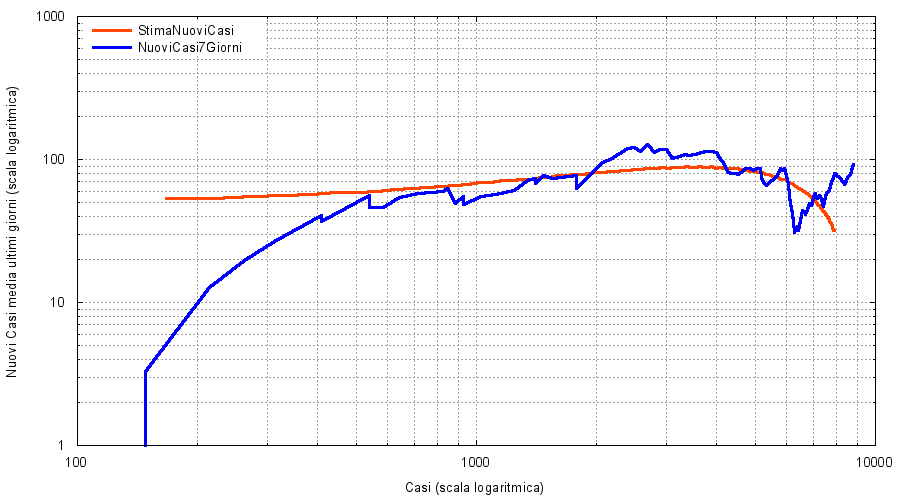 1000
StimaNuoviCasi
NuoviCasi7Giorni
100
10
1
100
1000
10000
Nuovi Casi media ultimi giorni (scala logaritmica)
Casi (scala logaritmica)